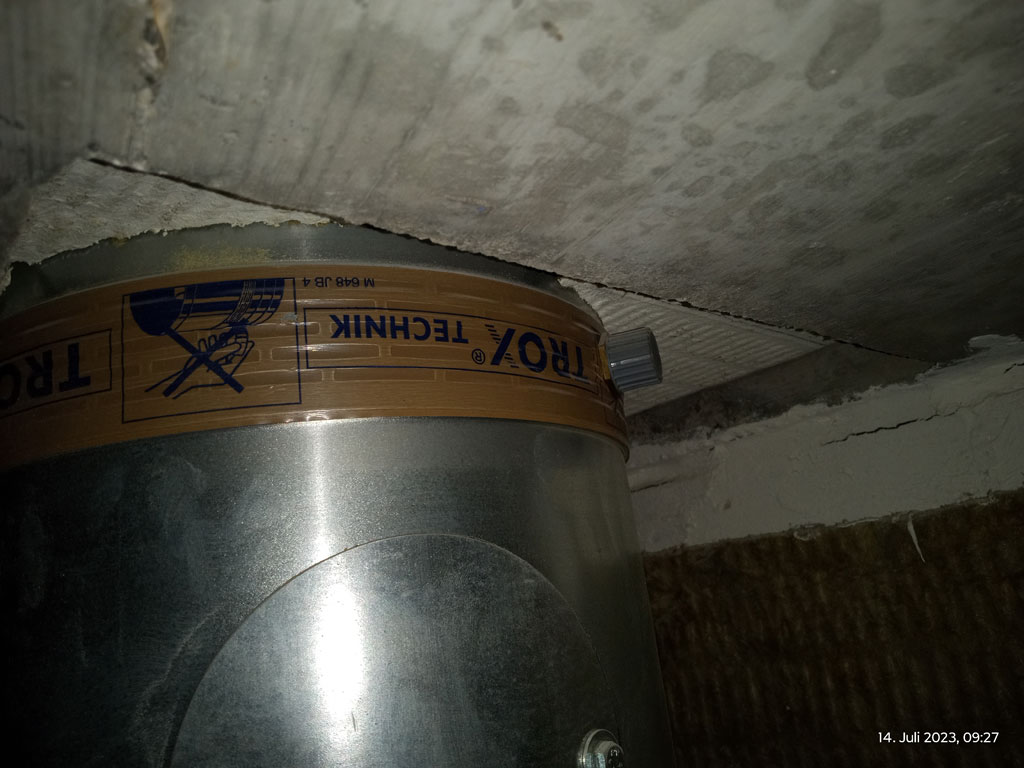 M 648 JB 4
TROX® TECHNIK
TRO
14. Juli 2023, 09:27